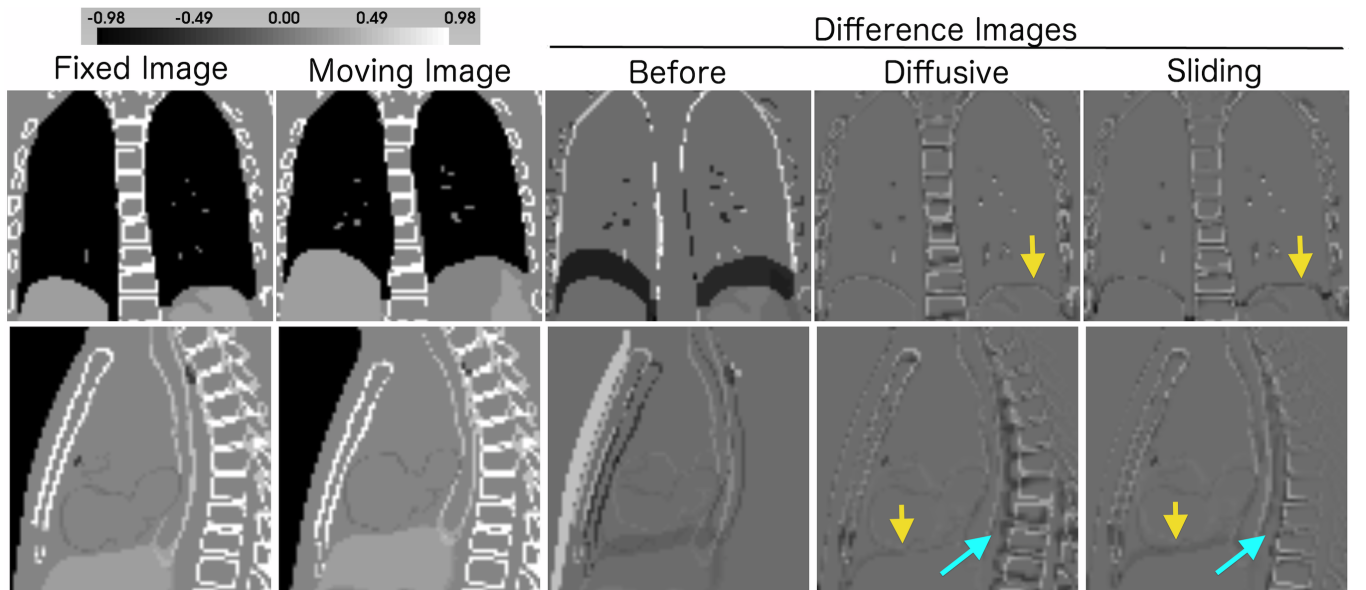 -0.98 -0.49 0.00 0.49 0.98
Difference Images
Fixed Image Moving Image Before Diffusive Sliding